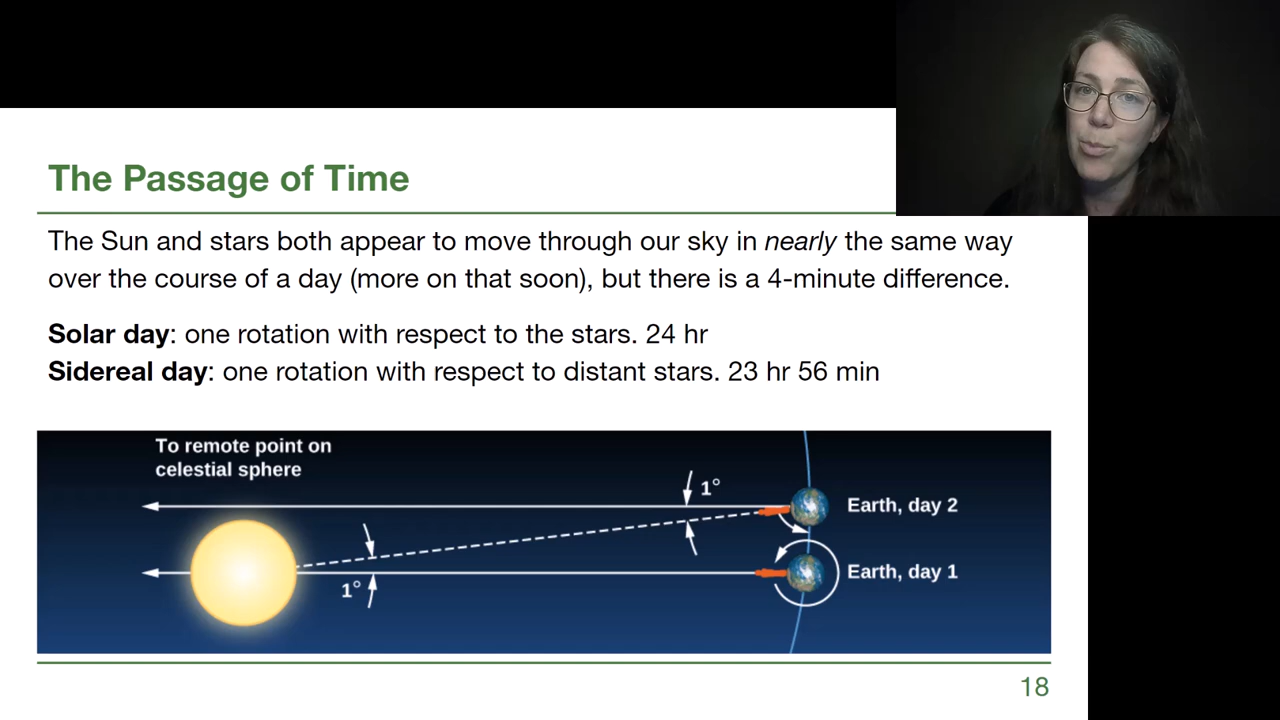 The Passage of Time
The Sun and stars both appear to move through our sky in nearly the same way
over the course of a day (more on that soon), but there is a 4-minute difference.
Solar day: one rotation with respect to the stars. 24 hr
Sidereal day: one rotation with respect to distant stars. 23 hr 56 min
To remote point on
celestial sphere
1°
Earth, day 2
1°
Earth, day 1
18